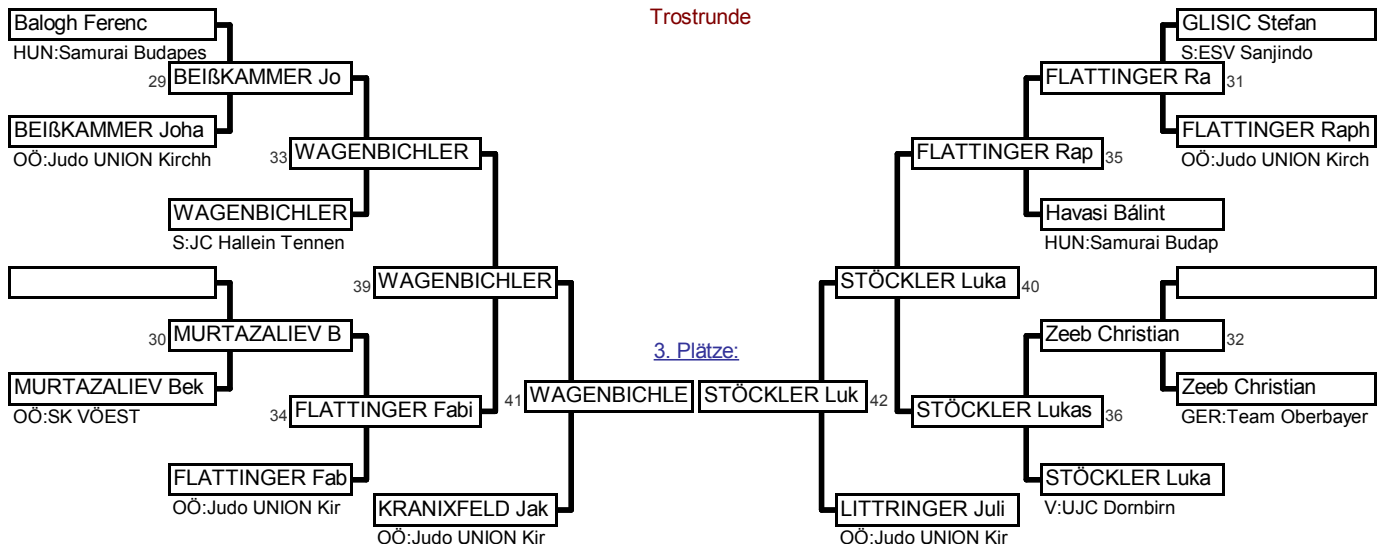 Trostrunde
Balogh Ferenc
HUN:Samurai Budapes
29 BEIßKAMMER Jo
BEIßKAMMER Joha
OÖ:Judo UNION Kirchh
33 WAGENBICHLER
WAGENBICHLER
S:JC Hallein Tennen
39 WAGENBICHLER
30 MURTAZALIEV B
MURTAZALIEV Bek
OÖ:SK VÖEST
34 FLATTINGER Fabi
FLATTINGER Fab
OÖ:Judo UNION Kir
41 WAGENBICHLE
KRANIXFELD Jak
OÖ:Judo UNION Kir
3. Plätze:
GLISIC Stefan
S:ESV Sanjindo
FLATTINGER Ra 31
FLATTINGER Raph
OÖ:Judo UNION Kirch
FLATTINGER Rap 35
Havasi Bálint
HUN:Samurai Budap
STÖCKLER Luka 40
Zeeb Christian 32
Zeeb Christian
GER:Team Oberbayer
STÖCKLER Luk 42
STÖCKLER Lukas 36
STÖCKLER Luka
V:UJC Dornbirn
LITTRINGER Juli
OÖ:Judo UNION Kir